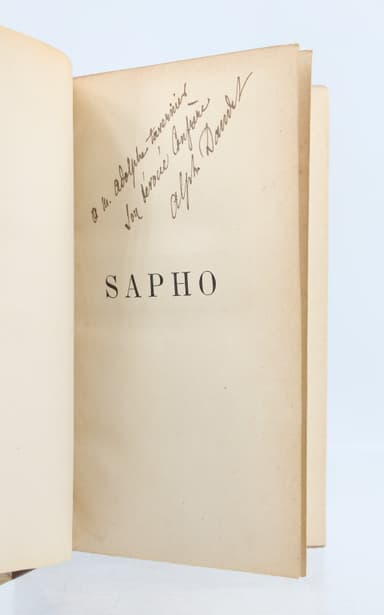 a M. Adolphe Tavernier
Son dévoué Confrère
Alph. Daudet
SAPHO